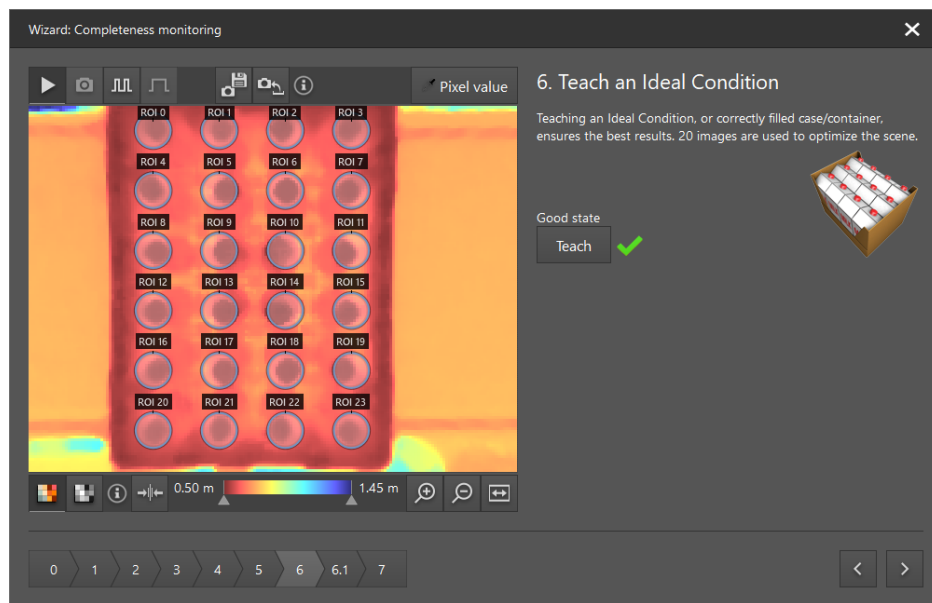 Wizard: Completeness monitoring
Pixel value
6. Teach an Ideal Condition
Teaching an Ideal Condition, or correctly filled case/container,
ensures the best results. 20 images are used to optimize the scene.
Good state
Teach
ROI 0 ROI 1 ROI 2 ROI 3
ROI 4 ROI 5 ROI 6 ROI 7
ROI 8 ROI 9 ROI 10 ROI 11
ROI 12 ROI 13 ROI 14 ROI 15
ROI 16 ROI 17 ROI 18 ROI 19
ROI 20 ROI 21 ROI 22 ROI 23
0.50 m 1.45 m
0 1 2 3 4 5 6 6.1 7